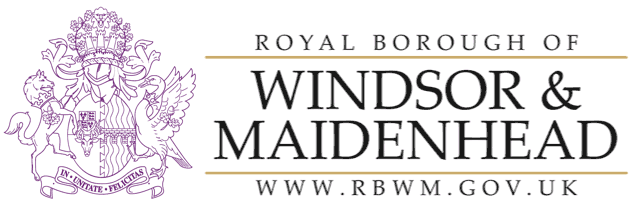 ROYAL BOROUGH OF
WINDSOR &
MAIDENHEAD
WWW.RBWM.GOV.UK
IN · UNITATE · FELICITAS